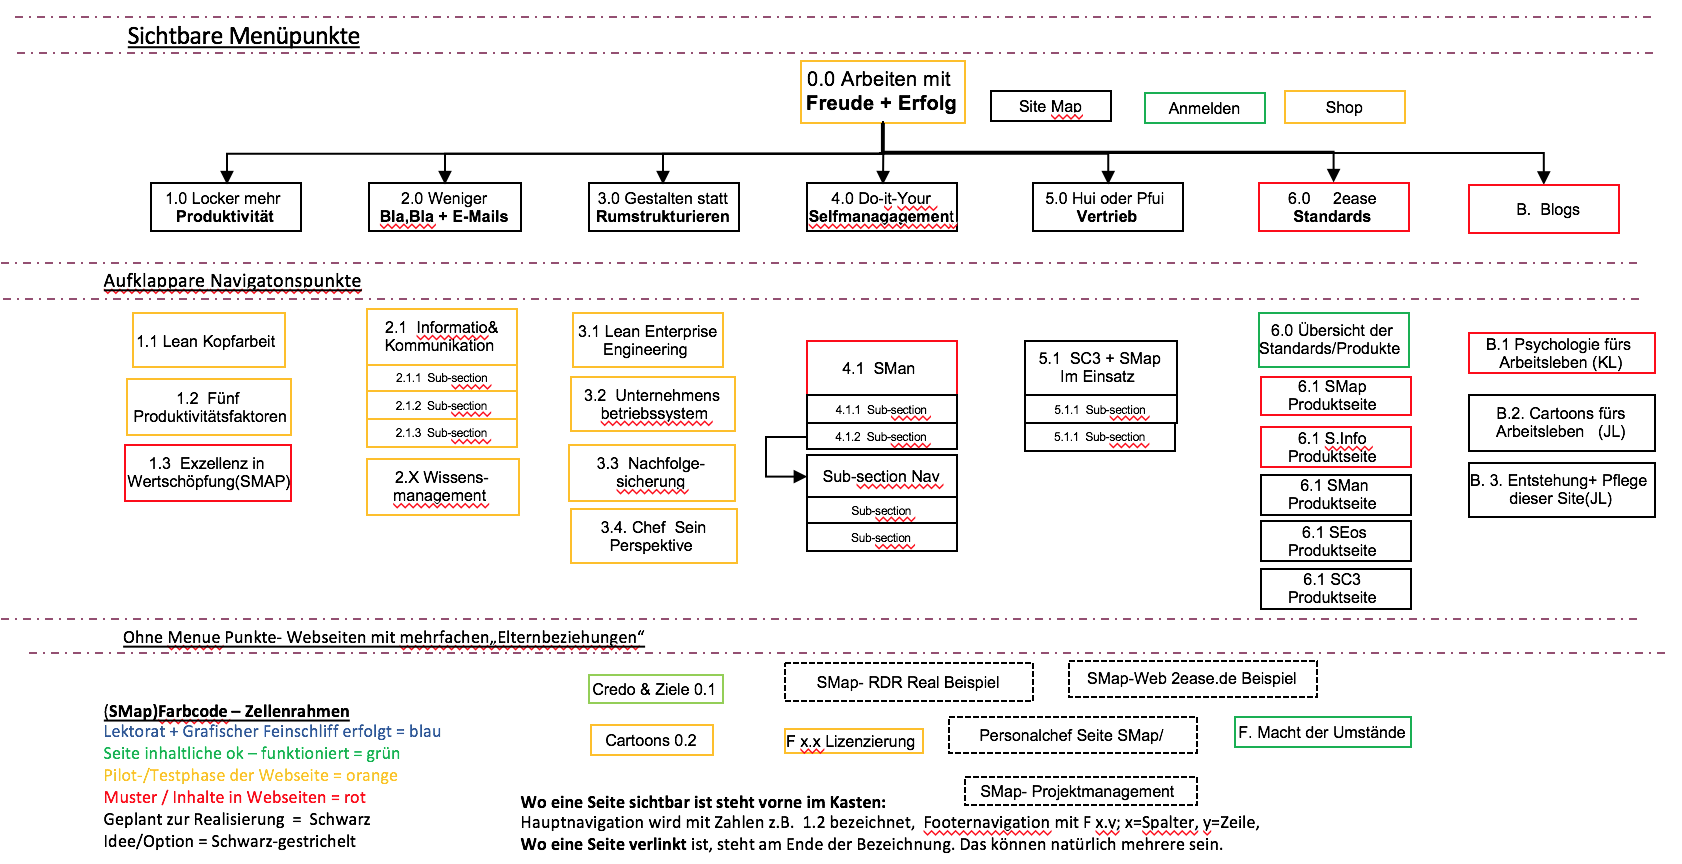 Sichtbare Menüpunkte
0.0 Arbeiten mit
Freude + Erfolg
Site Map
Anmelden
Shop
1.0 Locker mehr
Produktivität
2.0 Weniger
Bla,Bla + E-Mails
3.0 Gestalten statt
Rumstrukturieren
4.0 Do-it-Your
Selfmanagagement
5.0 Hui oder Pfui
Vertrieb
6.0 2ease
Standards
B. Blogs
Aufklappare Navigatonspunkte
1.1 Lean Kopfarbeit
1.2 Fünf
Produktivitätsfaktoren
1.3 Exzellenz in
Wertschöpfung(SMAP)
2.1 Informatio&
Kommunikation
2.1.1 Sub-section
2.1.2 Sub-section
2.1.3 Sub-section
2.X Wissens-
management
3.1 Lean Enterprise
Engineering
3.2 Unternehmens
betriebssystem
3.3 Nachfolge-
sicherung
3.4. Chef Sein
Perspektive
4.1 SMan
4.1.1 Sub-section
4.1.2 Sub-section
Sub-section Nav
Sub-section
Sub-section
5.1 SC3 + SMap
Im Einsatz
5.1.1 Sub-section
5.1.1 Sub-section
6.0 Übersicht der
Standards/Produkte
6.1 SMap
Produktseite
6.1 S.Info
Produktseite
6.1 SMan
Produktseite
6.1 SEos
Produktseite
6.1 SC3
Produktseite
B.1 Psychologie fürs
Arbeitsleben (KL)
B.2. Cartoons fürs
Arbeitsleben (JL)
B. 3. Entstehung+ Pflege
dieser Site(JL)
Ohne Menue Punkte- Webseiten mit mehrfachen„Elternbeziehungen“
Credo & Ziele 0.1
SMap- RDR Real Beispiel
SMap-Web 2ease.de Beispiel
Cartoons 0.2
F x.x Lizenzierung
Personalchef Seite SMap/
F. Macht der Umstände
SMap- Projektmanagement
(SMap)Farbcode – Zellenrahmen
Lektorat + Grafischer Feinschliff erfolgt = blau
Seite inhaltliche ok – funktioniert = grün
Pilot-/Testphase der Webseite = orange
Muster / Inhalte in Webseiten = rot
Geplant zur Realisierung = Schwarz
Idee/Option = Schwarz-gestrichelt
Wo eine Seite sichtbar ist steht vorne im Kasten:
Hauptnavigation wird mit Zahlen z.B. 1.2 bezeichnet, Footernavigation mit F x.v; x=Spalter, y=Zeile,
Wo eine Seite verlinkt ist, steht am Ende der Bezeichnung. Das können natürlich mehrere sein.